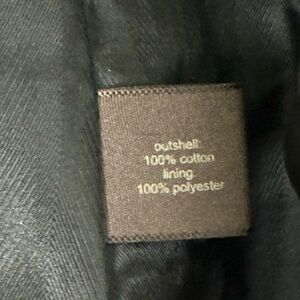 outshell:
100% cotton
lining:
100% polyester